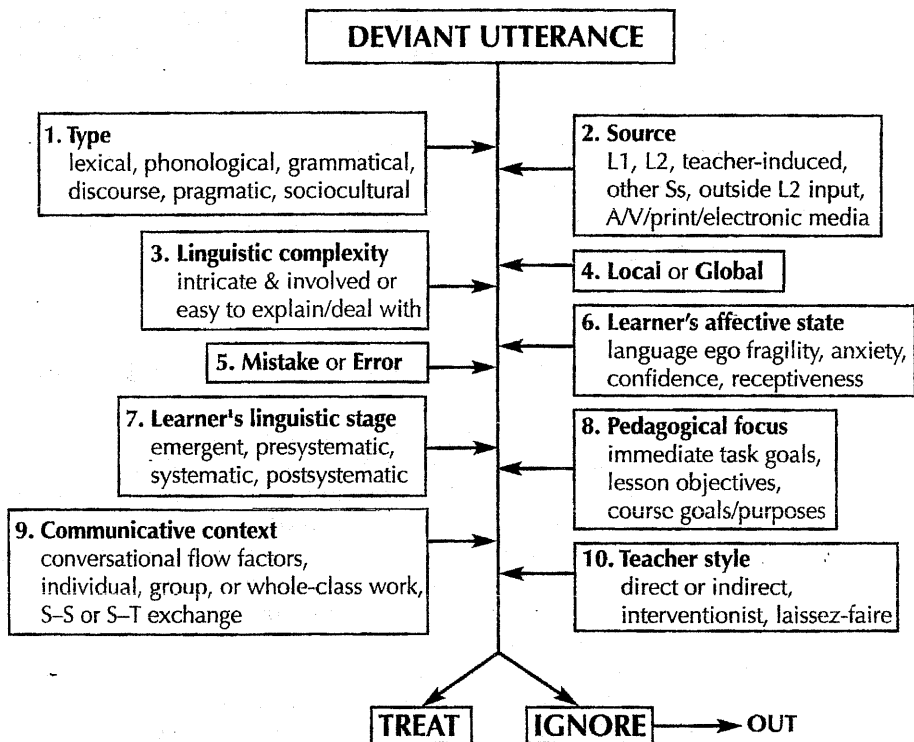 DEVIANT UTTERANCE
1. Type
lexical, phonological, grammatical,
discourse, pragmatic, sociocultural
2. Source
L1, L2, teacher-induced,
other Ss, outside L2 input,
A/V/print/electronic media
3. Linguistic complexity
intricate & involved or
easy to explain/deal with
4. Local or Global
5. Mistake or Error
6. Learner's affective state
language ego fragility, anxiety,
confidence, receptiveness
7. Learner's linguistic stage
emergent, presystematic,
systematic, postsystematic
8. Pedagogical focus
immediate task goals,
lesson objectives,
course goals/purposes
9. Communicative context
conversational flow factors,
individual, group, or whole-class work,
S–S or S–T exchange
10. Teacher style
direct or indirect,
interventionist, laissez-faire
TREAT
IGNORE
OUT